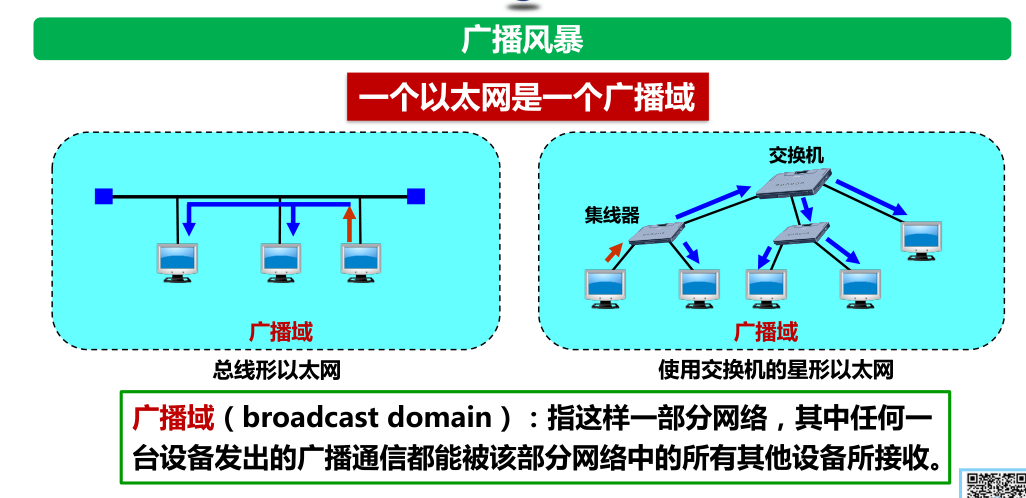 广播风暴
一个以太网是一个广播域
交换机
集线器
广播域
广播域
总线形以太网
使用交换机的星形以太网
广播域（broadcast domain）：指这样一部分网络，其中任何一
台设备发出的广播通信都能被该部分网络中的所有其他设备所接收。